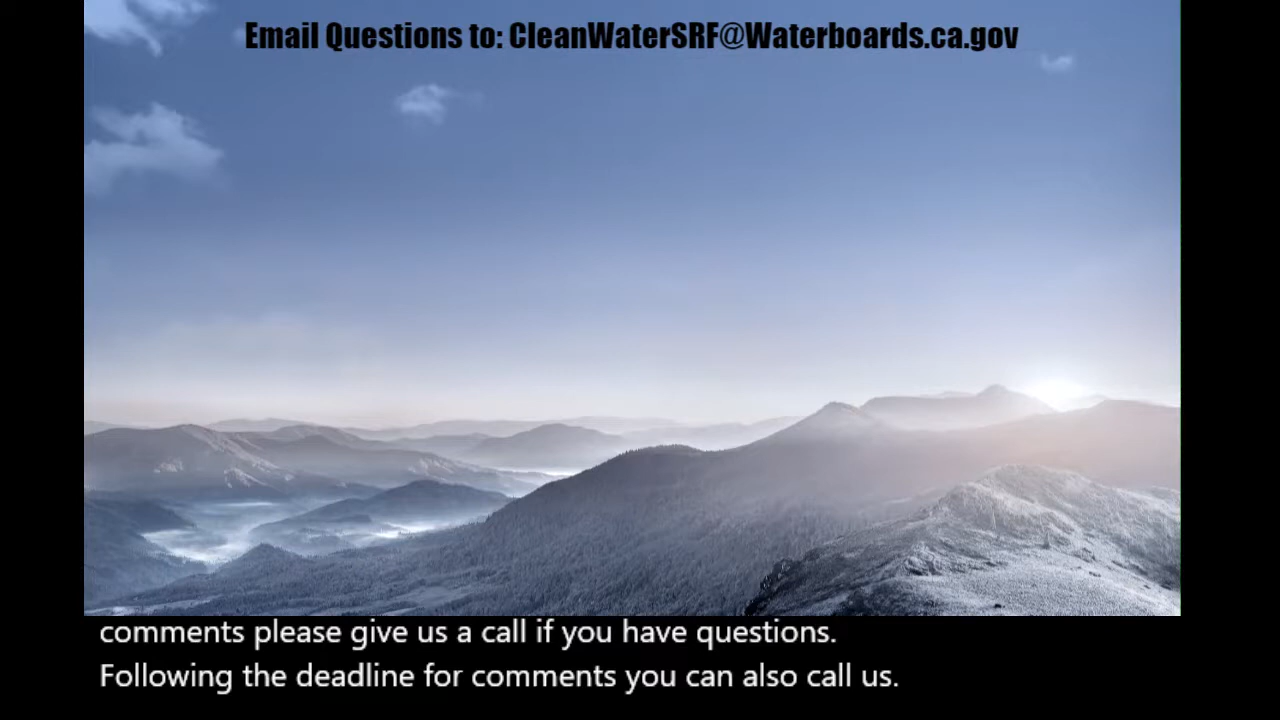 Email Questions to: CleanWaterSRF@Waterboards.ca.gov
comments please give us a call if you have questions.
Following the deadline for comments you can also call us.